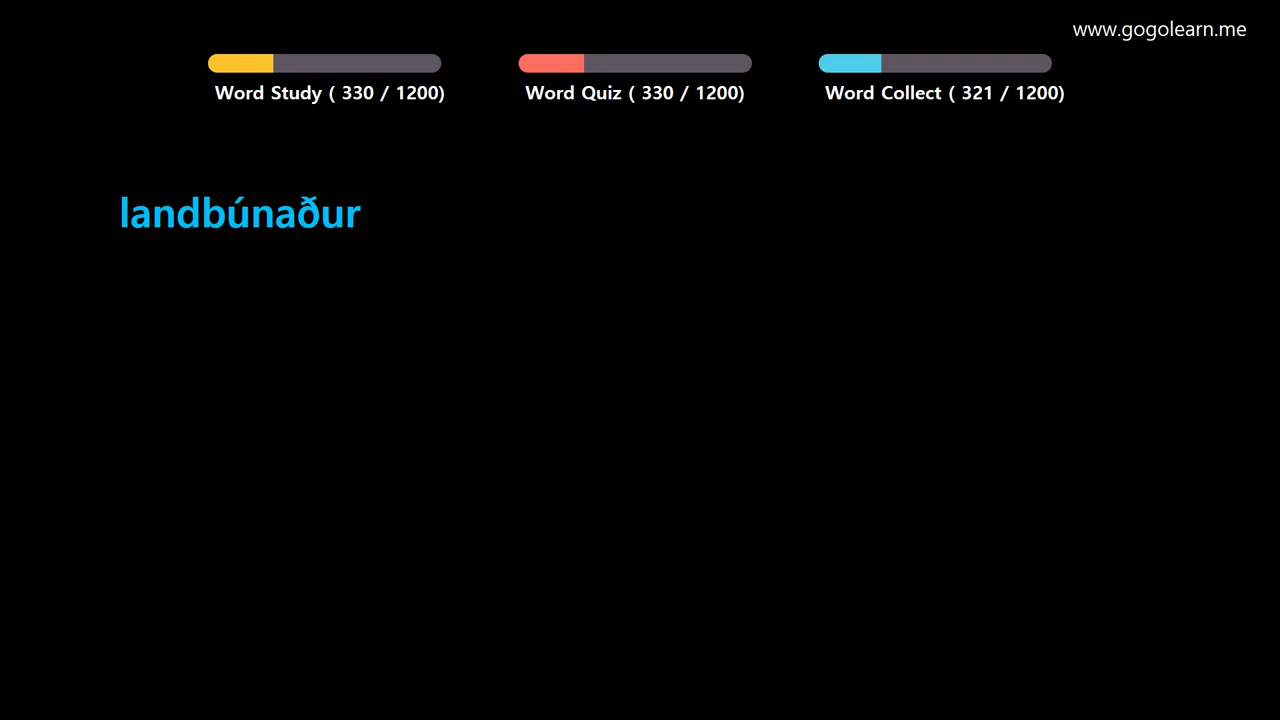 www.gogolearn.me
Word Study ( 330 / 1200)
Word Quiz ( 330 / 1200)
Word Collect ( 321 / 1200)
landbúnaður